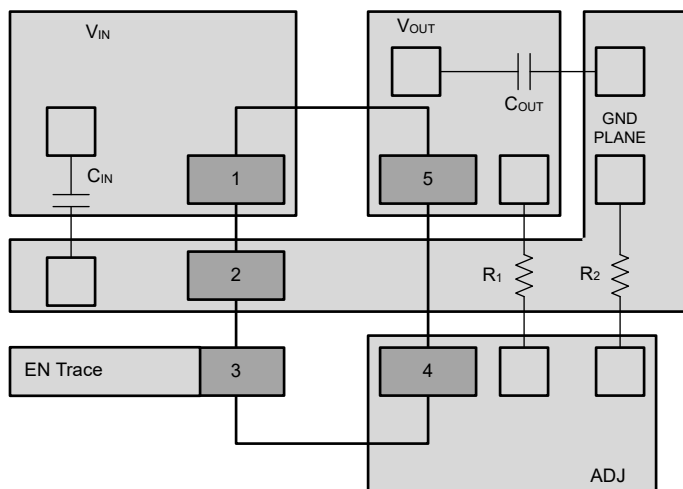 VIN
VOUT
COUT
GND
PLANE
CIN
1
5
2
R1
R2
EN Trace
3
4
ADJ